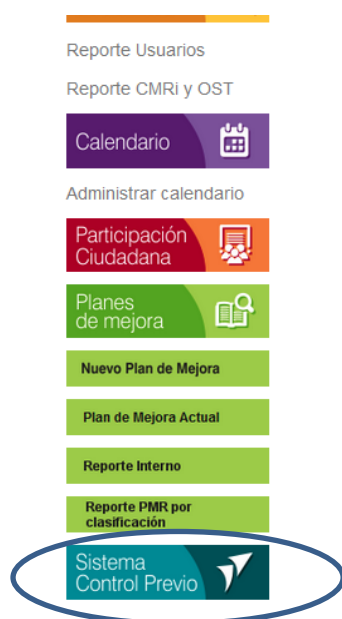 Reporte Usuarios
Reporte CMRi y OST
Calendario
Administrar calendario
Participación
Ciudadana
Planes
de mejora
Nuevo Plan de Mejora
Plan de Mejora Actual
Reporte Interno
Reporte PMR por
clasificación
Sistema
Control Previo